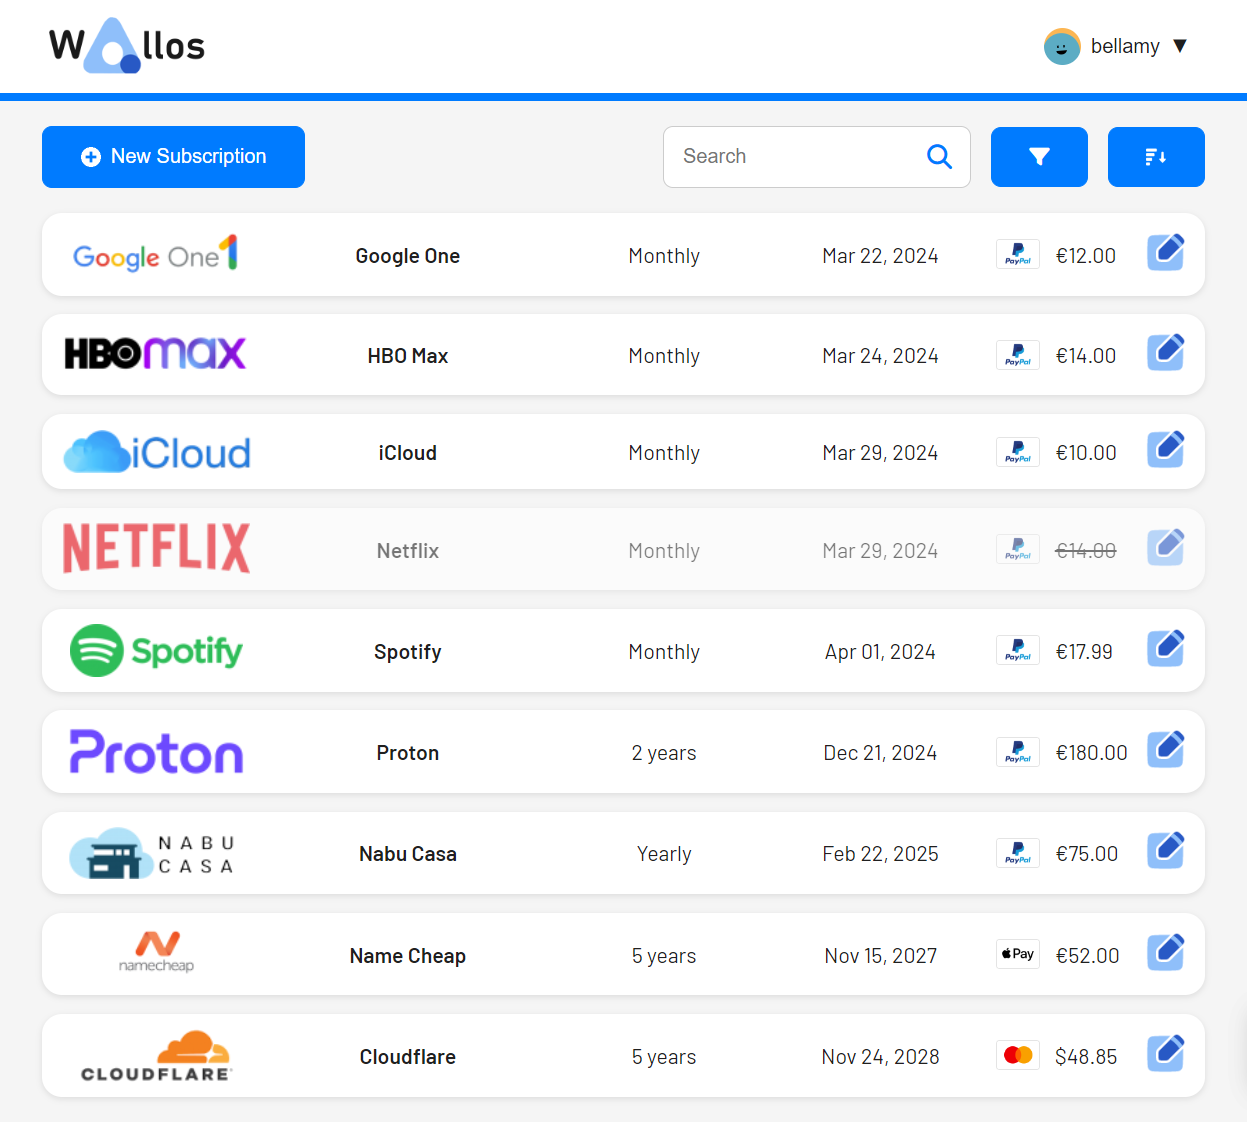 Wallos
bellamy ▼
New Subscription
Search
Google One 1 Google One Monthly Mar 22, 2024 PayPal €12.00
HBOmax HBO Max Monthly Mar 24, 2024 PayPal €14.00
iCloud iCloud Monthly Mar 29, 2024 PayPal €10.00
NETFLIX Netflix Monthly Mar 29, 2024 PayPal €14.00
Spotify Spotify Monthly Apr 01, 2024 PayPal €17.99
Proton Proton 2 years Dec 21, 2024 PayPal €180.00
NABU CASA Nabu Casa Yearly Feb 22, 2025 PayPal €75.00
namecheap Name Cheap 5 years Nov 15, 2027 Pay €52.00
CLOUDFLARE Cloudflare 5 years Nov 24, 2028 $48.85